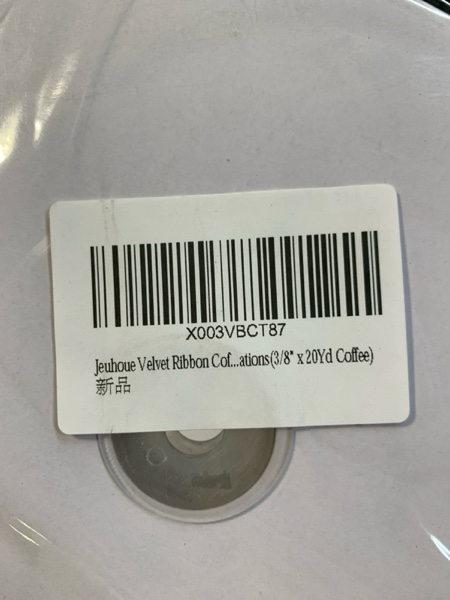 X003VBCT87
Jeuhoue Velvet Ribbon Cof...ations(3/8" x 20Yd Coffee)
新品